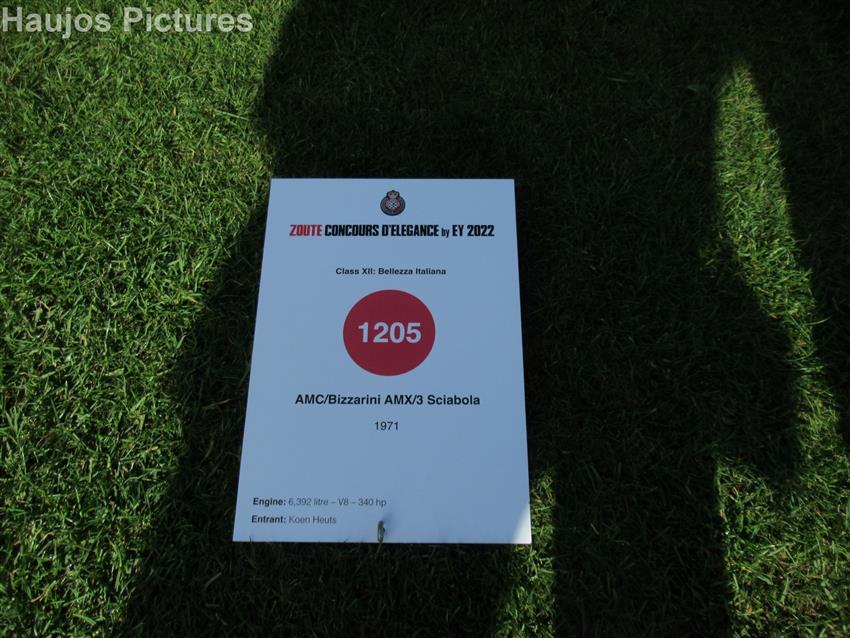 Haujos Pictures
ZOUTE CONCOURS D'ELEGANCE by EY 2022
Class XII: Bellezza Italiana
1205
AMC/Bizzarini AMX/3 Sciabola
1971
Engine: 6,392 litre – V8 – 340 hp
Entrant: Koen Heuts